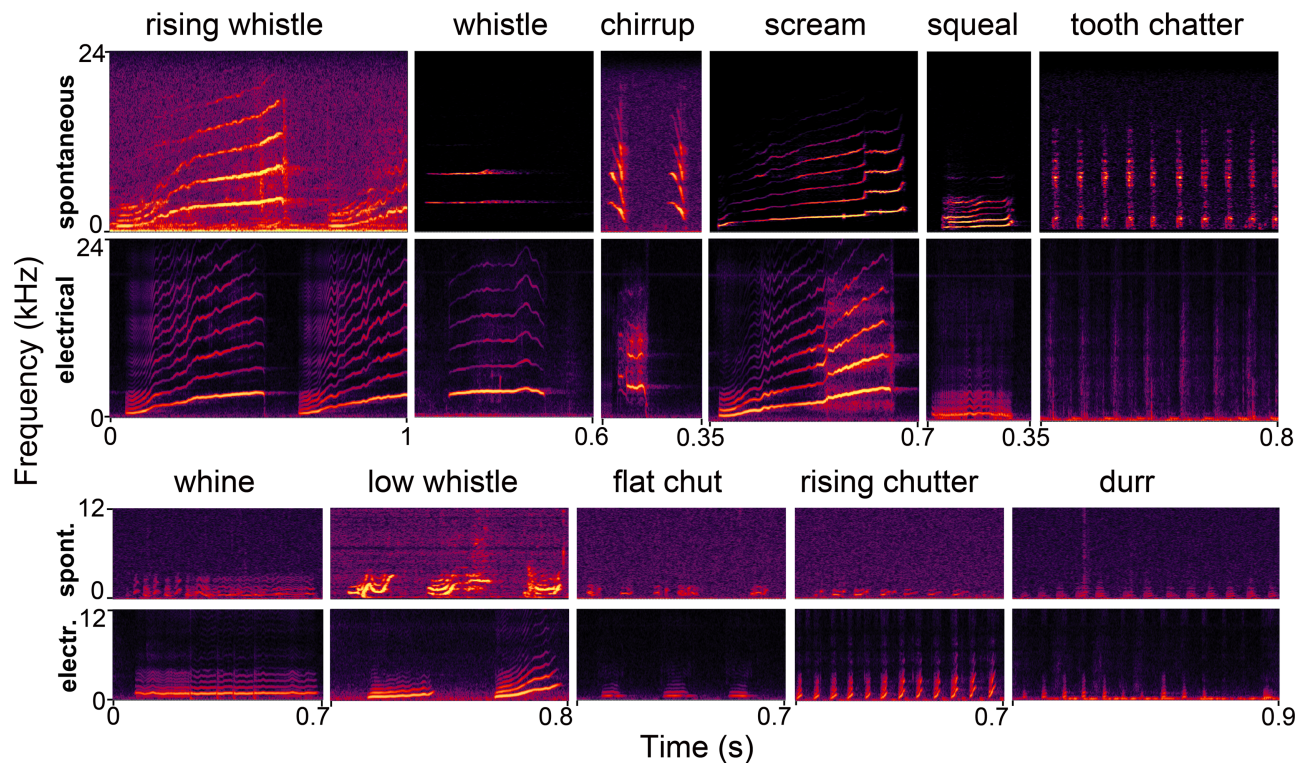 rising whistle whistle chirrup scream squeal tooth chatter
spontaneous
24
0
electrical
24
0
0 1 0.6 0.35 0.7 0.35 0.8
Frequency (kHz)
whine low whistle flat chut rising chutter durr
spont.
12
0
electr.
12
0
0 0.7 0.8 0.7 0.7 0.9
Time (s)